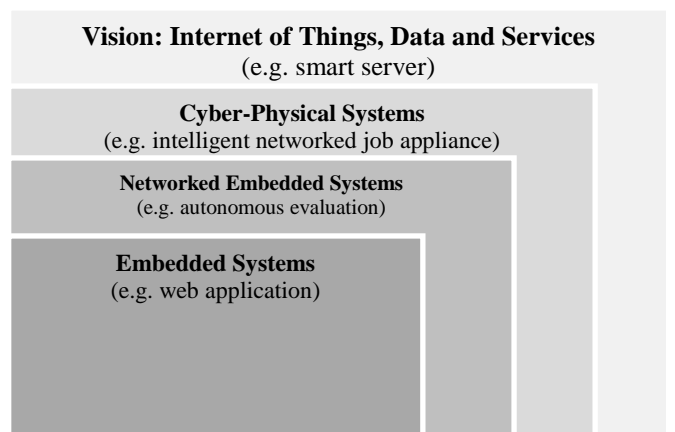 Vision: Internet of Things, Data and Services
(e.g. smart server)
Cyber-Physical Systems
(e.g. intelligent networked job appliance)
Networked Embedded Systems
(e.g. autonomous evaluation)
Embedded Systems
(e.g. web application)